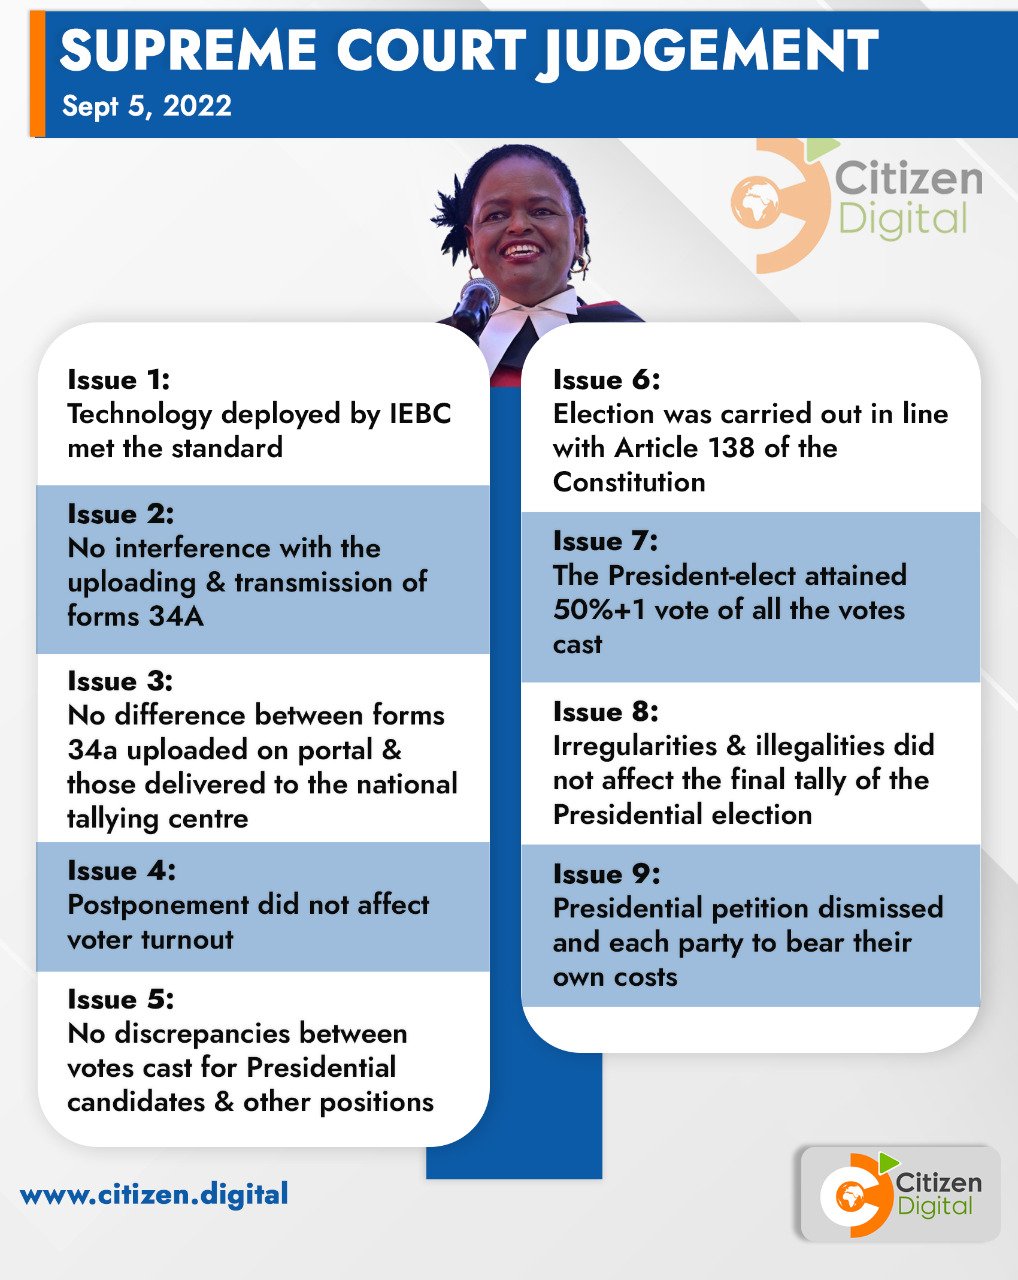 SUPREME COURT JUDGEMENT
Sept 5, 2022
Citizen
Digital
Issue 1:
Technology deployed by IEBC
met the standard
Issue 2:
No interference with the
uploading & transmission of
forms 34A
Issue 3:
No difference between forms
34a uploaded on portal &
those delivered to the national
tallying centre
Issue 4:
Postponement did not affect
voter turnout
Issue 5:
No discrepancies between
votes cast for Presidential
candidates & other positions
Issue 6:
Election was carried out in line
with Article 138 of the
Constitution
Issue 7:
The President-elect attained
50%+1 vote of all the votes
cast
Issue 8:
Irregularities & illegalities did
not affect the final tally of the
Presidential election
Issue 9:
Presidential petition dismissed
and each party to bear their
own costs
www.citizen.digital
Citizen
Digital